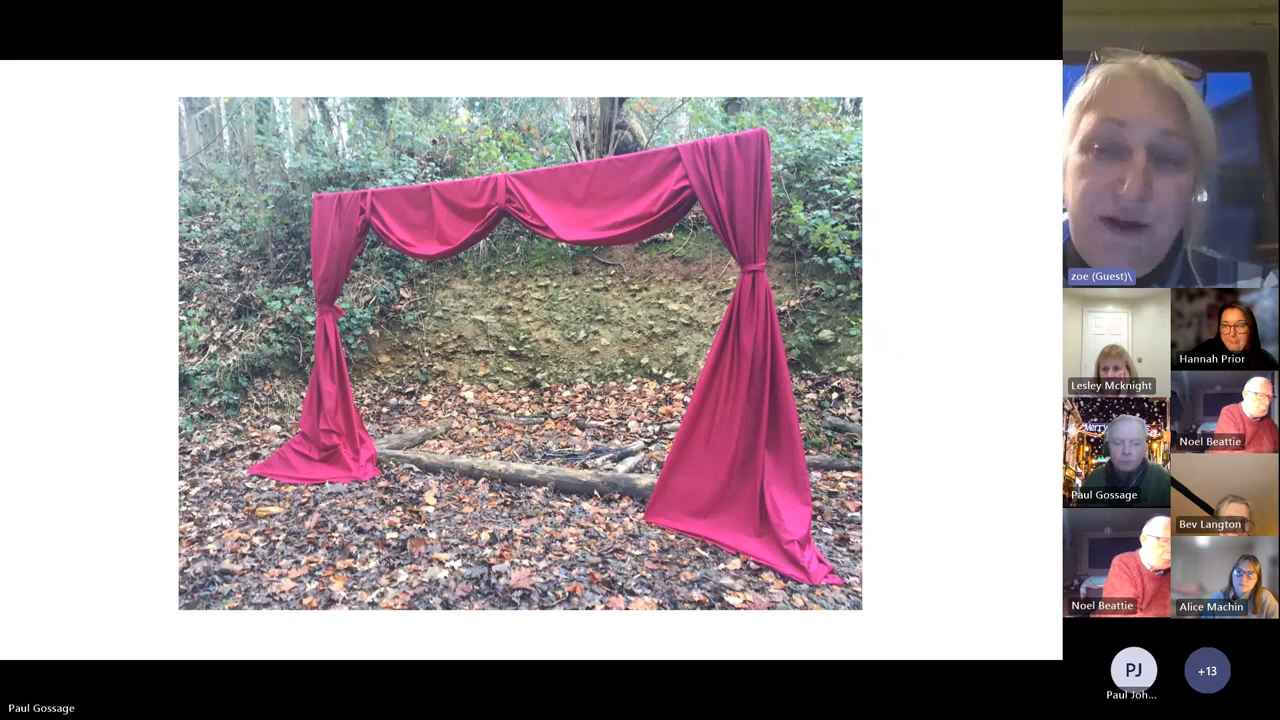 zoe (Guest)\
Lesley Mcknight
Hannah Prior
Noel Beattie
Merry
Paul Gossage
Bev Langton
Noel Beattie
Alice Machin
PJ
Paul Joh...
+13
Paul Gossage